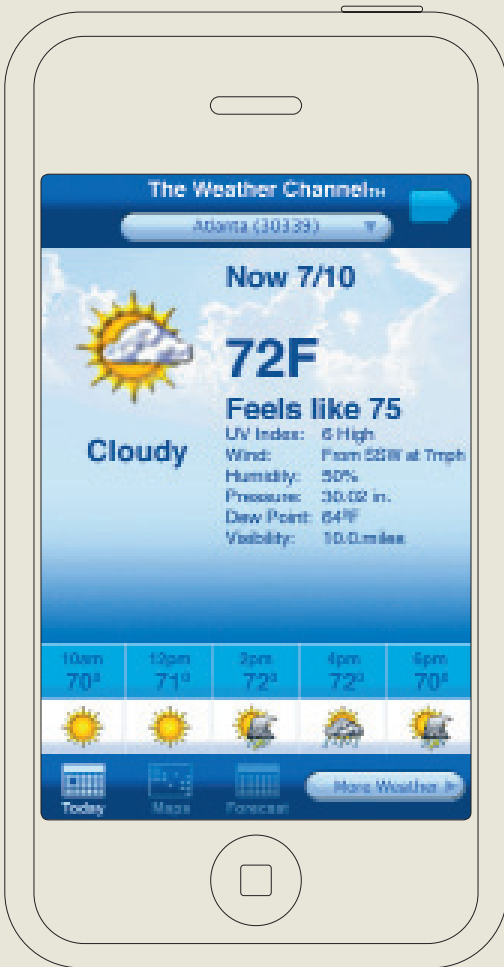 The Weather Channel™
Atlanta (30339)
Now 7/10
72F
Feels like 75
Cloudy
UV Index: 6 High
Wind: From SSW at 7mph
Humidity: 50%
Pressure: 30.02 in.
Dew Point: 64°F
Visibility: 10.0.miles
10am 12pm 2pm 4pm 6pm
70° 71° 72° 72° 70°
Today Maps Forecast More Weather